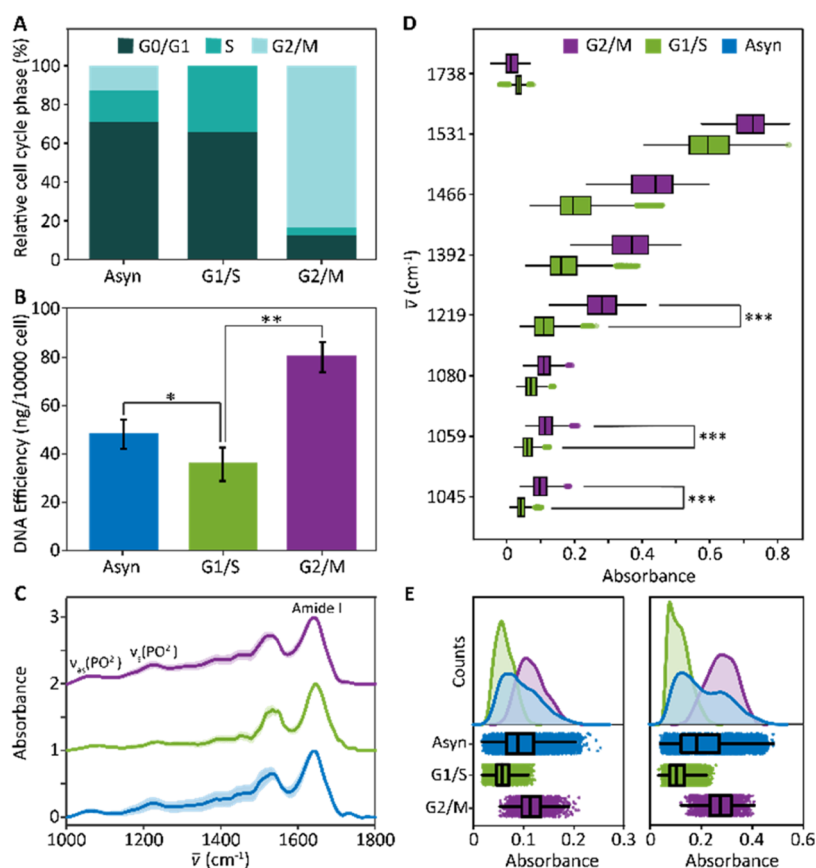 A
G0/G1 S G2/M
Relative cell cycle phase (%)
100
80
60
40
20
0
Asyn G1/S G2/M
B
DNA Efficiency (ng/10000 cell)
100
80
60
40
20
0
*
**
Asyn G1/S G2/M
C
Absorbance
3
2
1
0
νas(PO²) νs(PO²) Amide I
1000 1200 1400 1600 1800
ν̅ (cm⁻¹)
D
G2/M G1/S Asyn
ν̅ (cm⁻¹)
1738
1531
1466
1392
1219
1080
1059
1045
***
***
***
0 0.2 0.4 0.6 0.8
Absorbance
E
Counts
Asyn
G1/S
G2/M
0 0.1 0.2 0.3
Absorbance
0 0.2 0.4 0.6
Absorbance